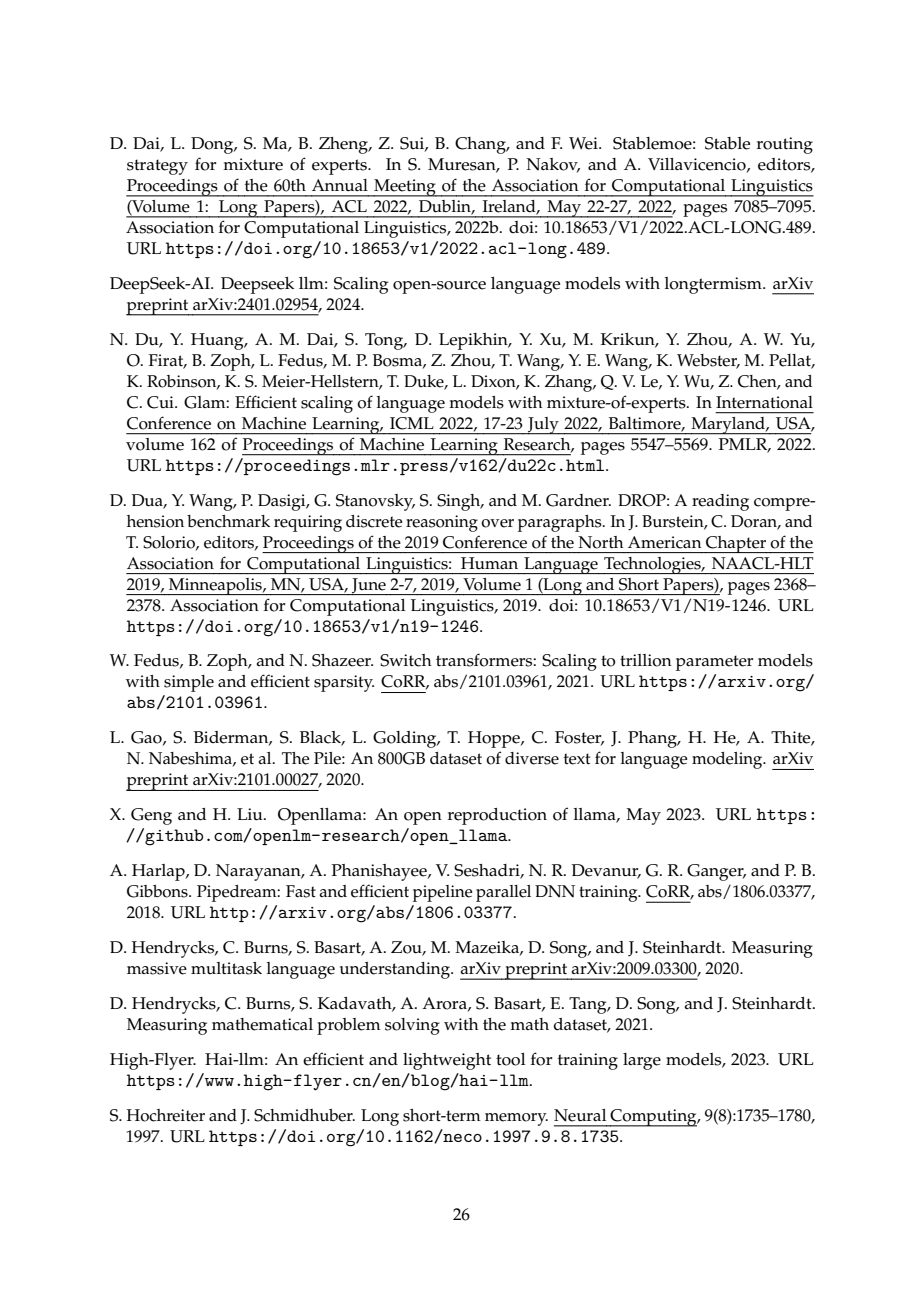 D. Dai, L. Dong, S. Ma, B. Zheng, Z. Sui, B. Chang, and F. Wei. Stablemoe: Stable routing
strategy for mixture of experts. In S. Muresan, P. Nakov, and A. Villavicencio, editors,
Proceedings of the 60th Annual Meeting of the Association for Computational Linguistics
(Volume 1: Long Papers), ACL 2022, Dublin, Ireland, May 22-27, 2022, pages 7085–7095.
Association for Computational Linguistics, 2022b. doi: 10.18653/V1/2022.ACL-LONG.489.
URL https://doi.org/10.18653/v1/2022.acl-long.489.
DeepSeek-AI. Deepseek llm: Scaling open-source language models with longtermism. arXiv
preprint arXiv:2401.02954, 2024.
N. Du, Y. Huang, A. M. Dai, S. Tong, D. Lepikhin, Y. Xu, M. Krikun, Y. Zhou, A. W. Yu,
O. Firat, B. Zoph, L. Fedus, M. P. Bosma, Z. Zhou, T. Wang, Y. E. Wang, K. Webster, M. Pellat,
K. Robinson, K. S. Meier-Hellstern, T. Duke, L. Dixon, K. Zhang, Q. V. Le, Y. Wu, Z. Chen, and
C. Cui. Glam: Efficient scaling of language models with mixture-of-experts. In International
Conference on Machine Learning, ICML 2022, 17-23 July 2022, Baltimore, Maryland, USA,
volume 162 of Proceedings of Machine Learning Research, pages 5547–5569. PMLR, 2022.
URL https://proceedings.mlr.press/v162/du22c.html.
D. Dua, Y. Wang, P. Dasigi, G. Stanovsky, S. Singh, and M. Gardner. DROP: A reading compre-
hension benchmark requiring discrete reasoning over paragraphs. In J. Burstein, C. Doran, and
T. Solorio, editors, Proceedings of the 2019 Conference of the North American Chapter of the
Association for Computational Linguistics: Human Language Technologies, NAACL-HLT
2019, Minneapolis, MN, USA, June 2-7, 2019, Volume 1 (Long and Short Papers), pages 2368–
2378. Association for Computational Linguistics, 2019. doi: 10.18653/V1/N19-1246. URL
https://doi.org/10.18653/v1/n19-1246.
W. Fedus, B. Zoph, and N. Shazeer. Switch transformers: Scaling to trillion parameter models
with simple and efficient sparsity. CoRR, abs/2101.03961, 2021. URL https://arxiv.org/
abs/2101.03961.
L. Gao, S. Biderman, S. Black, L. Golding, T. Hoppe, C. Foster, J. Phang, H. He, A. Thite,
N. Nabeshima, et al. The Pile: An 800GB dataset of diverse text for language modeling. arXiv
preprint arXiv:2101.00027, 2020.
X. Geng and H. Liu. Openllama: An open reproduction of llama, May 2023. URL https:
//github.com/openlm-research/open_llama.
A. Harlap, D. Narayanan, A. Phanishayee, V. Seshadri, N. R. Devanur, G. R. Ganger, and P. B.
Gibbons. Pipedream: Fast and efficient pipeline parallel DNN training. CoRR, abs/1806.03377,
2018. URL http://arxiv.org/abs/1806.03377.
D. Hendrycks, C. Burns, S. Basart, A. Zou, M. Mazeika, D. Song, and J. Steinhardt. Measuring
massive multitask language understanding. arXiv preprint arXiv:2009.03300, 2020.
D. Hendrycks, C. Burns, S. Kadavath, A. Arora, S. Basart, E. Tang, D. Song, and J. Steinhardt.
Measuring mathematical problem solving with the math dataset, 2021.
High-Flyer. Hai-llm: An efficient and lightweight tool for training large models, 2023. URL
https://www.high-flyer.cn/en/blog/hai-llm.
S. Hochreiter and J. Schmidhuber. Long short-term memory. Neural Computing, 9(8):1735–1780,
1997. URL https://doi.org/10.1162/neco.1997.9.8.1735.
26